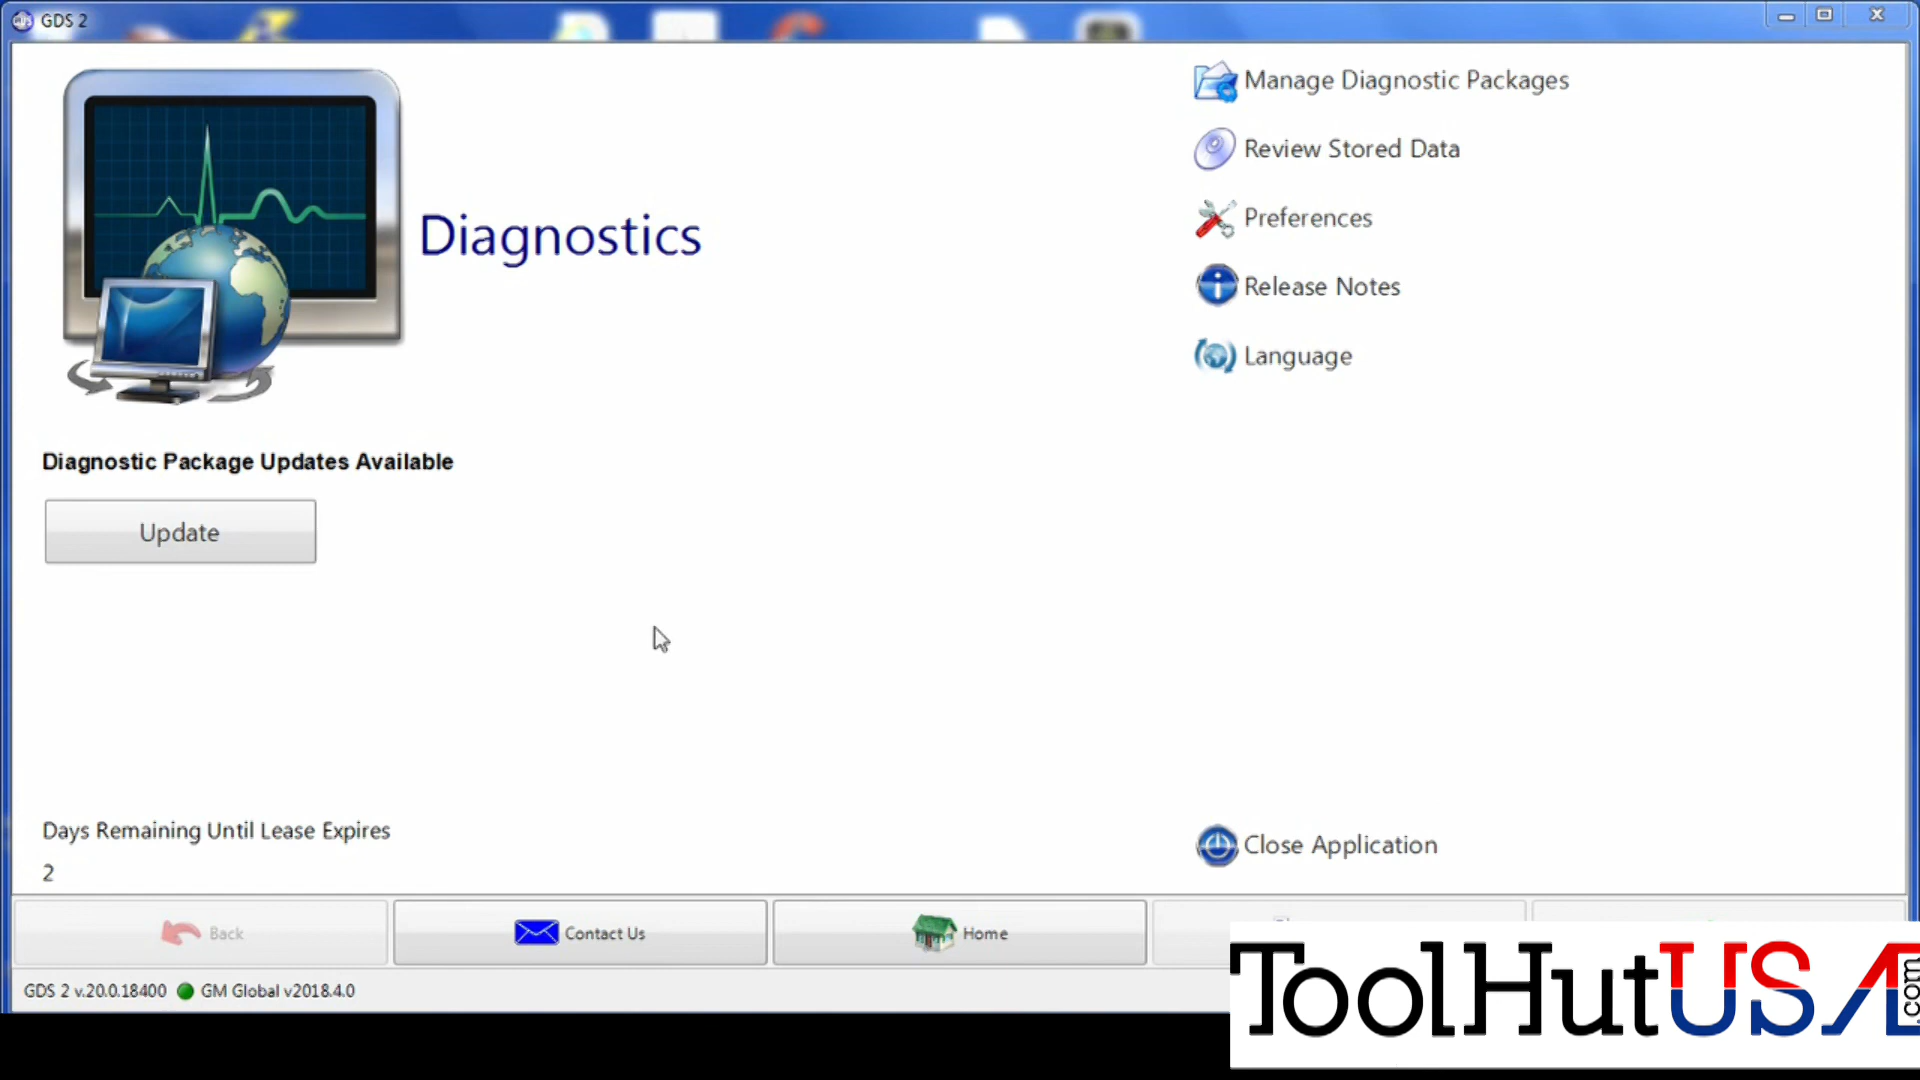 GDS 2
Manage Diagnostic Packages
Review Stored Data
Diagnostics
Preferences
Release Notes
Language
Diagnostic Package Updates Available
Update
Days Remaining Until Lease Expires
2
Close Application
Back
Contact Us
Home
GDS 2 v.20.0.18400
GM Global v2018.4.0
ToolHutUSA
.com